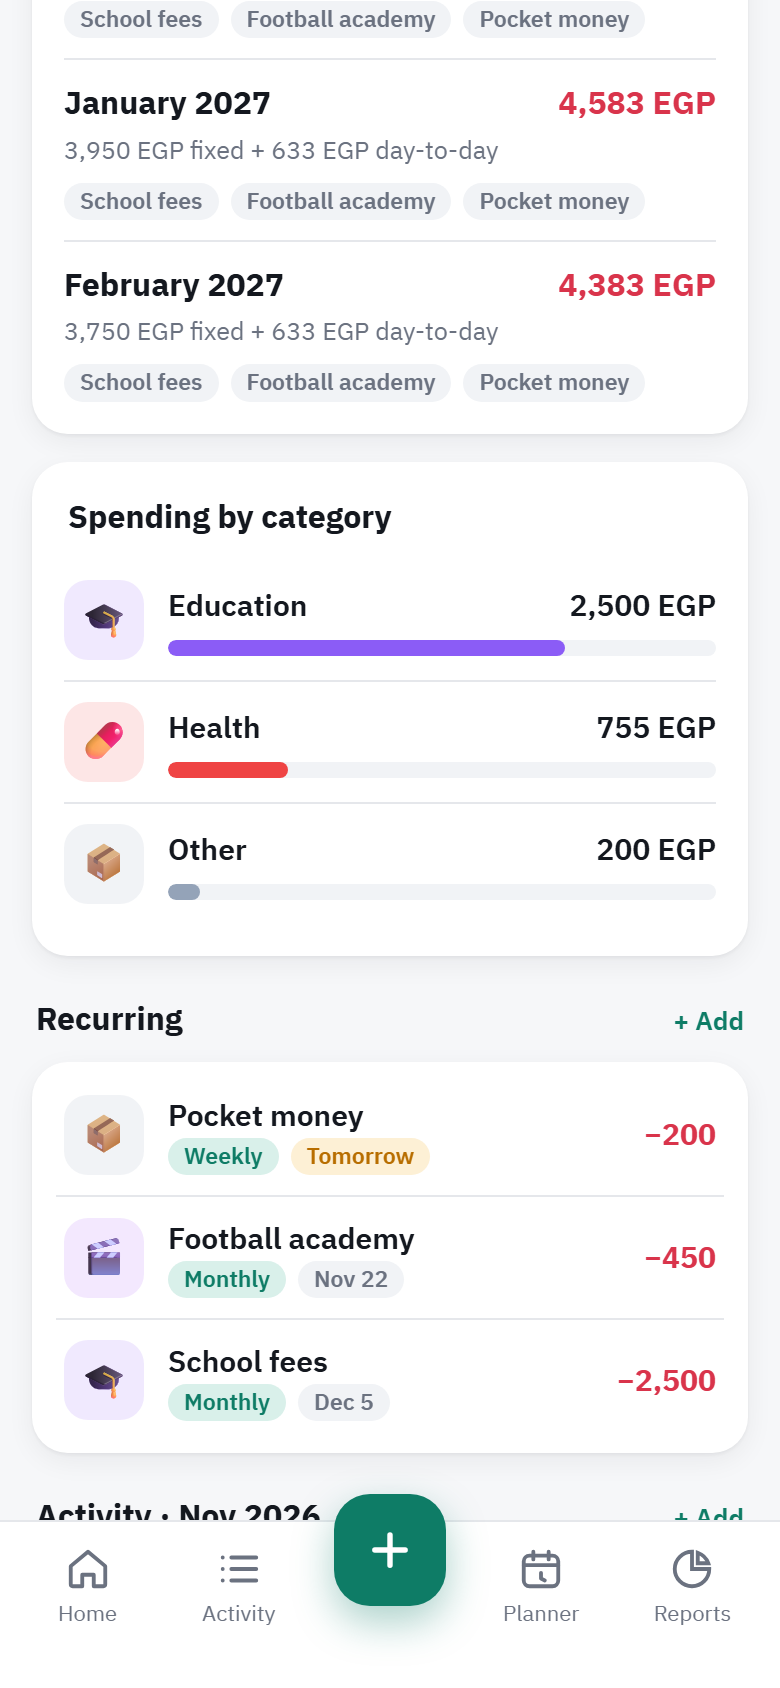 School fees Football academy Pocket money
January 2027 4,583 EGP
3,950 EGP fixed + 633 EGP day-to-day
School fees Football academy Pocket money
February 2027 4,383 EGP
3,750 EGP fixed + 633 EGP day-to-day
School fees Football academy Pocket money
Spending by category
Education 2,500 EGP
Health 755 EGP
Other 200 EGP
Recurring + Add
Pocket money
Weekly Tomorrow −200
Football academy
Monthly Nov 22 −450
School fees
Monthly Dec 5 −2,500
Activity · Nov 2026 + Add
Home Activity Planner Reports